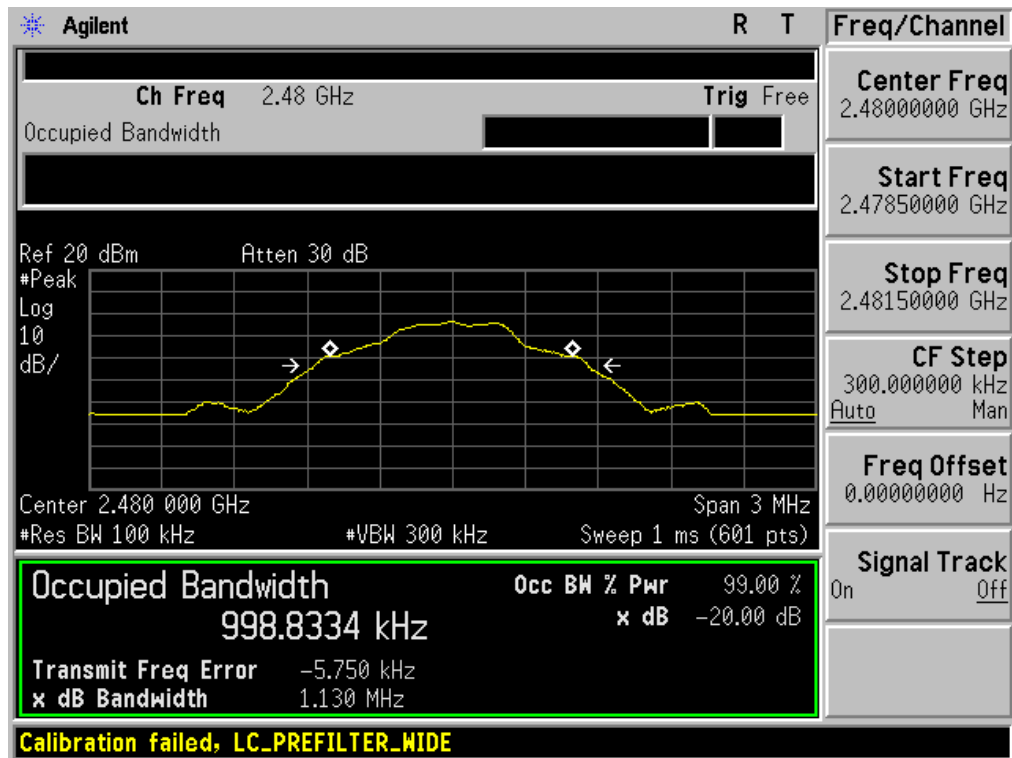 Agilent R T Freq/Channel
Ch Freq 2.48 GHz Trig Free
Occupied Bandwidth
Center Freq
2.48000000 GHz
Start Freq
2.47850000 GHz
Stop Freq
2.48150000 GHz
CF Step
300.000000 kHz
Auto Man
Freq Offset
0.00000000 Hz
Signal Track
On Off
Ref 20 dBm Atten 30 dB
#Peak
Log
10
dB/
Center 2.480 000 GHz Span 3 MHz
#Res BW 100 kHz #VBW 300 kHz Sweep 1 ms (601 pts)
Occupied Bandwidth Occ BW % Pwr 99.00 %
998.8334 kHz x dB -20.00 dB
Transmit Freq Error -5.750 kHz
x dB Bandwidth 1.130 MHz
Calibration failed, LC_PREFILTER_WIDE